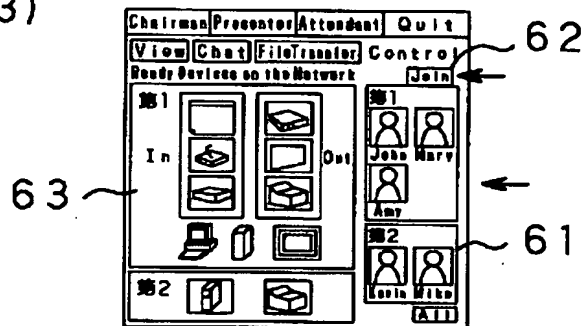 3)
Chairman Presenter Attendant Quit
View Chat FileTransfer Control
Ready Devices on the Network Join
62
第1
In
Out
63
第1
John Mary
Amy
第2
第2
Kevin Mike
61
All